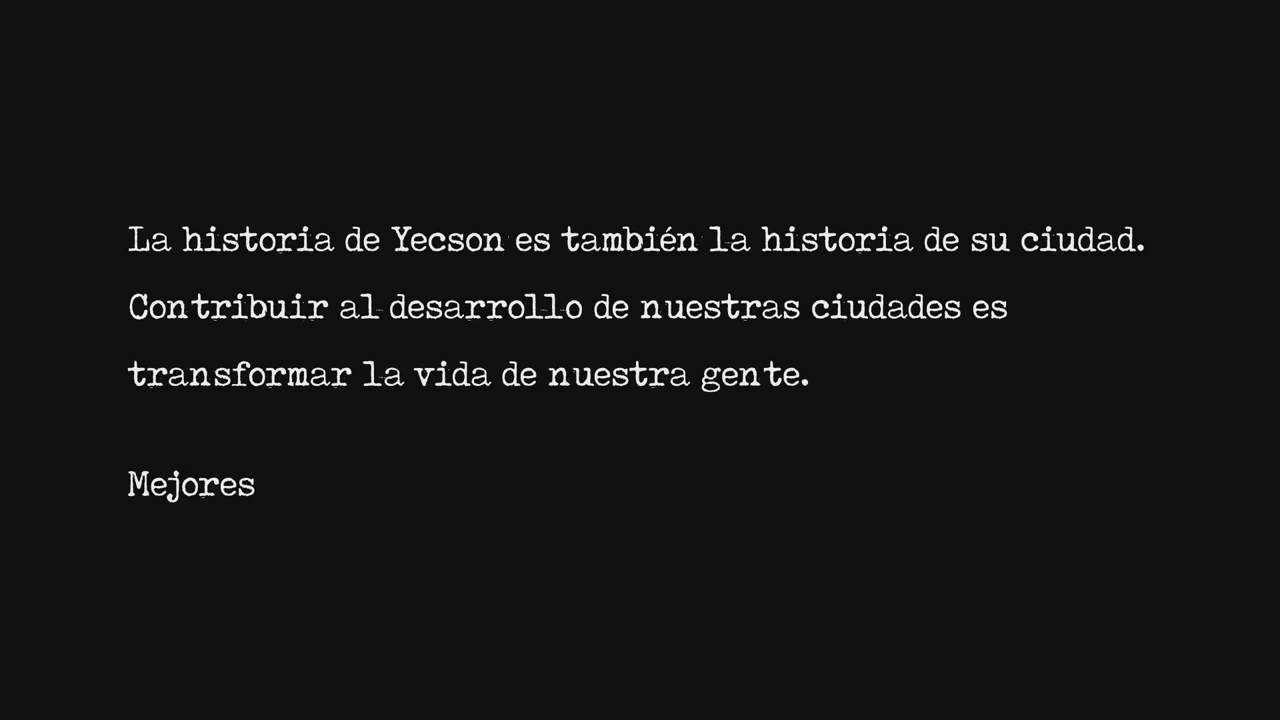 La historia de Yecson es también la historia de su ciudad.
Contribuir al desarrollo de nuestras ciudades es
transformar la vida de nuestra gente.
Mejores